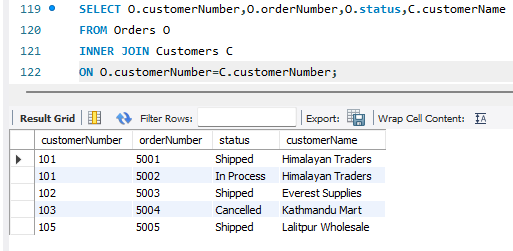 119 SELECT O.customerNumber,O.orderNumber,O.status,C.customerName
120 FROM Orders O
121 INNER JOIN Customers C
122 ON O.customerNumber=C.customerNumber;
Result Grid Filter Rows: Export: Wrap Cell Content: IA
customerNumber orderNumber status customerName
101 5001 Shipped Himalayan Traders
101 5002 In Process Himalayan Traders
102 5003 Shipped Everest Supplies
103 5004 Cancelled Kathmandu Mart
105 5005 Shipped Lalitpur Wholesale